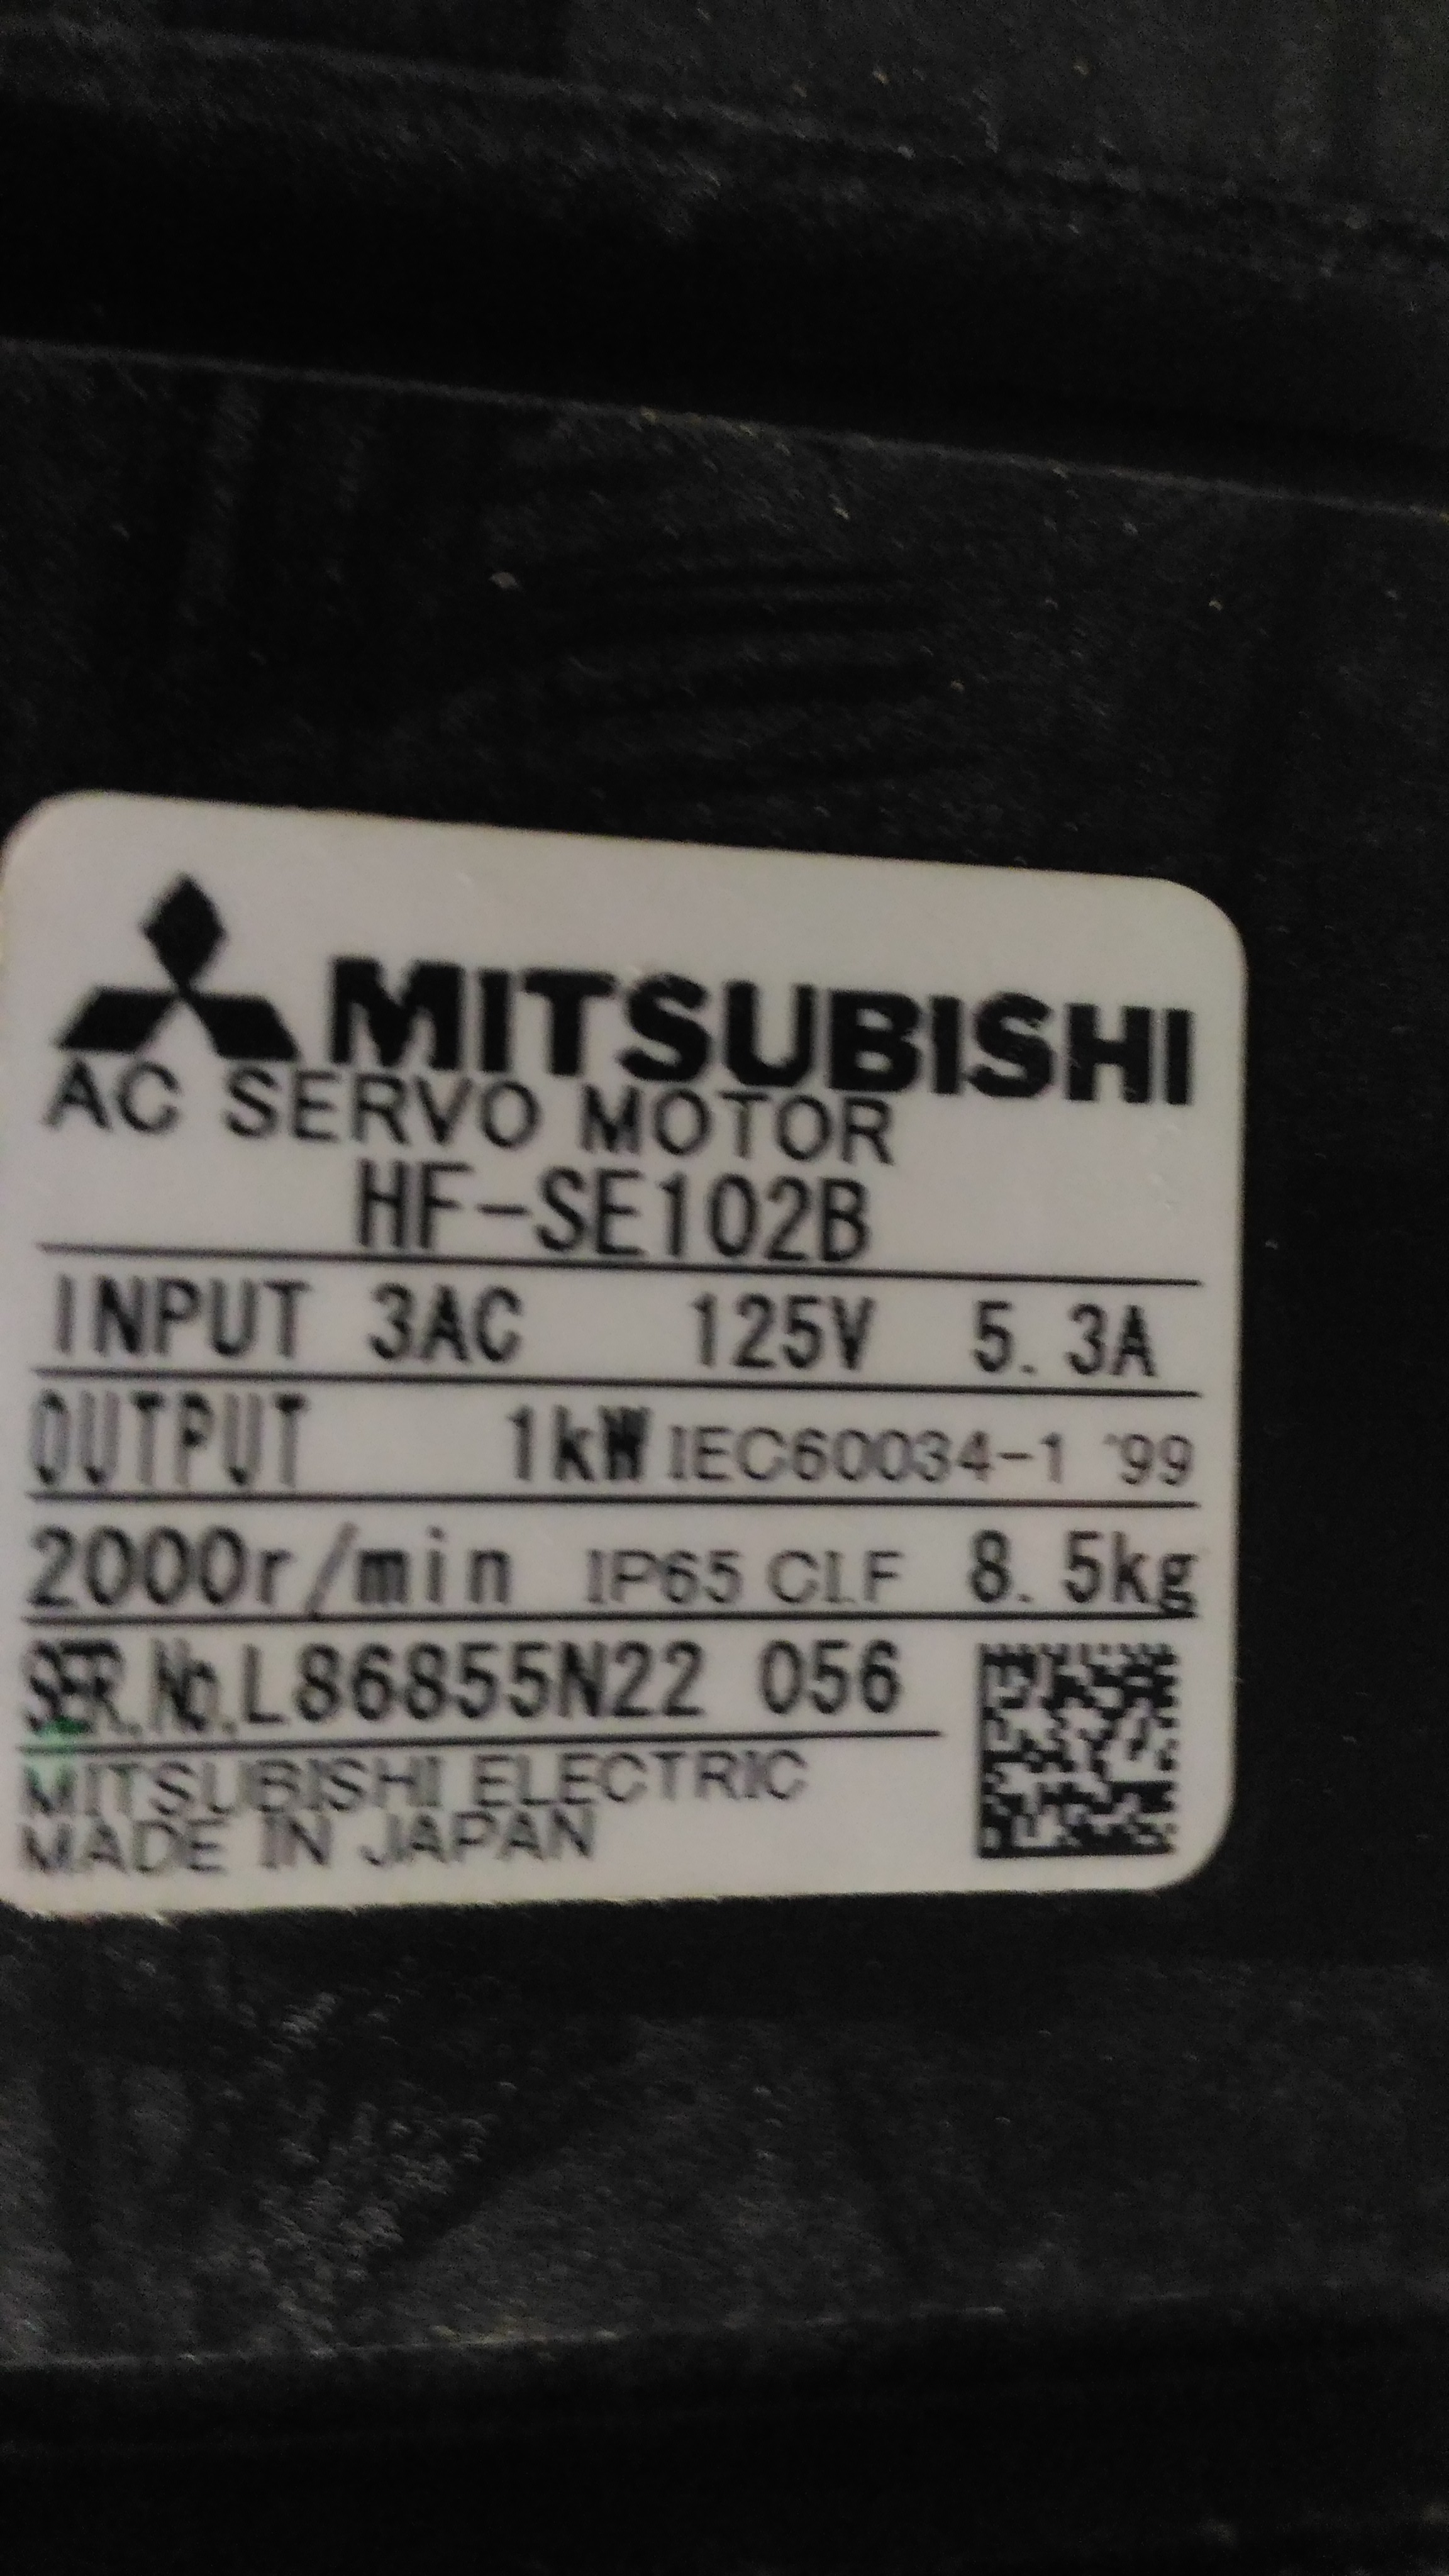 MITSUBISHI
AC SERVO MOTOR
HF-SE102B
INPUT 3AC 125V 5.3A
OUTPUT 1kW IEC60034-1 '99
2000r/min IP65 CI.F 8.5kg
SER.No.L86855N22 056
MITSUBISHI ELECTRIC
MADE IN JAPAN